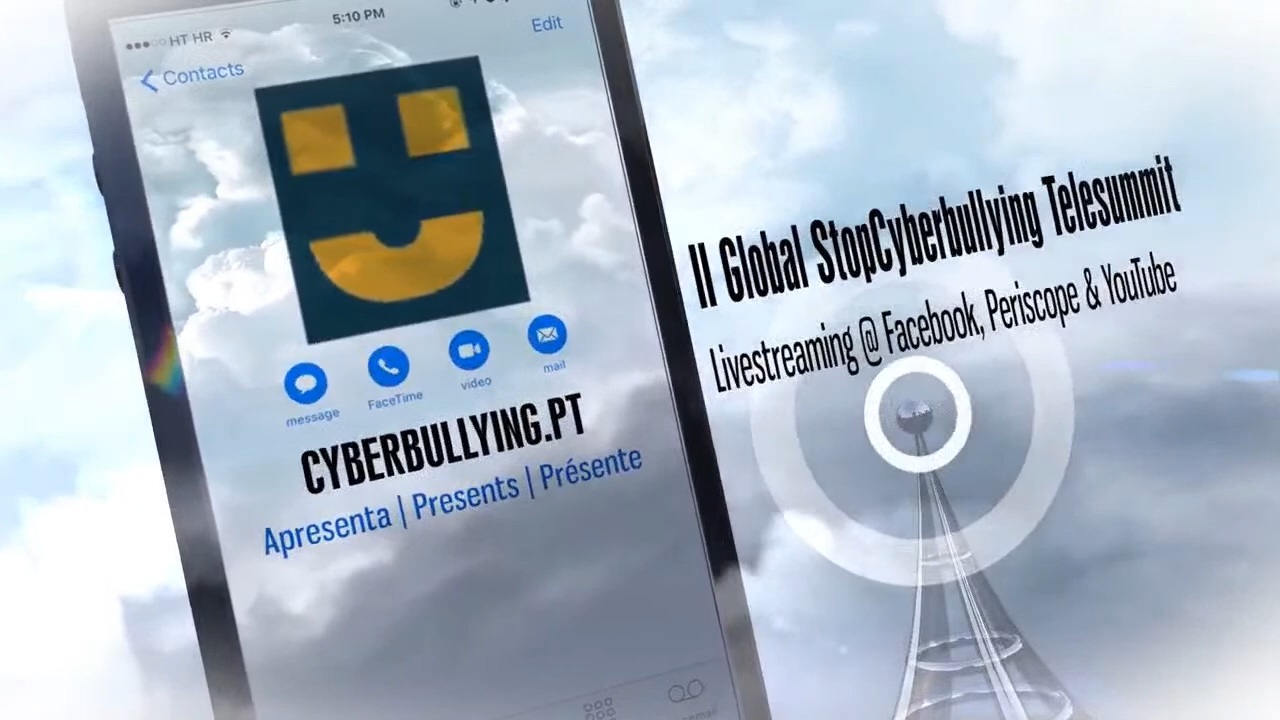 5:10 PM
HT HR
Edit
Contacts
message
FaceTime
video
mail
CYBERBULLYING.PT
Apresenta | Presents | Présente
II Global StopCyberbullying Telesummit
Livestreaming @ Facebook, Periscope & YouTube